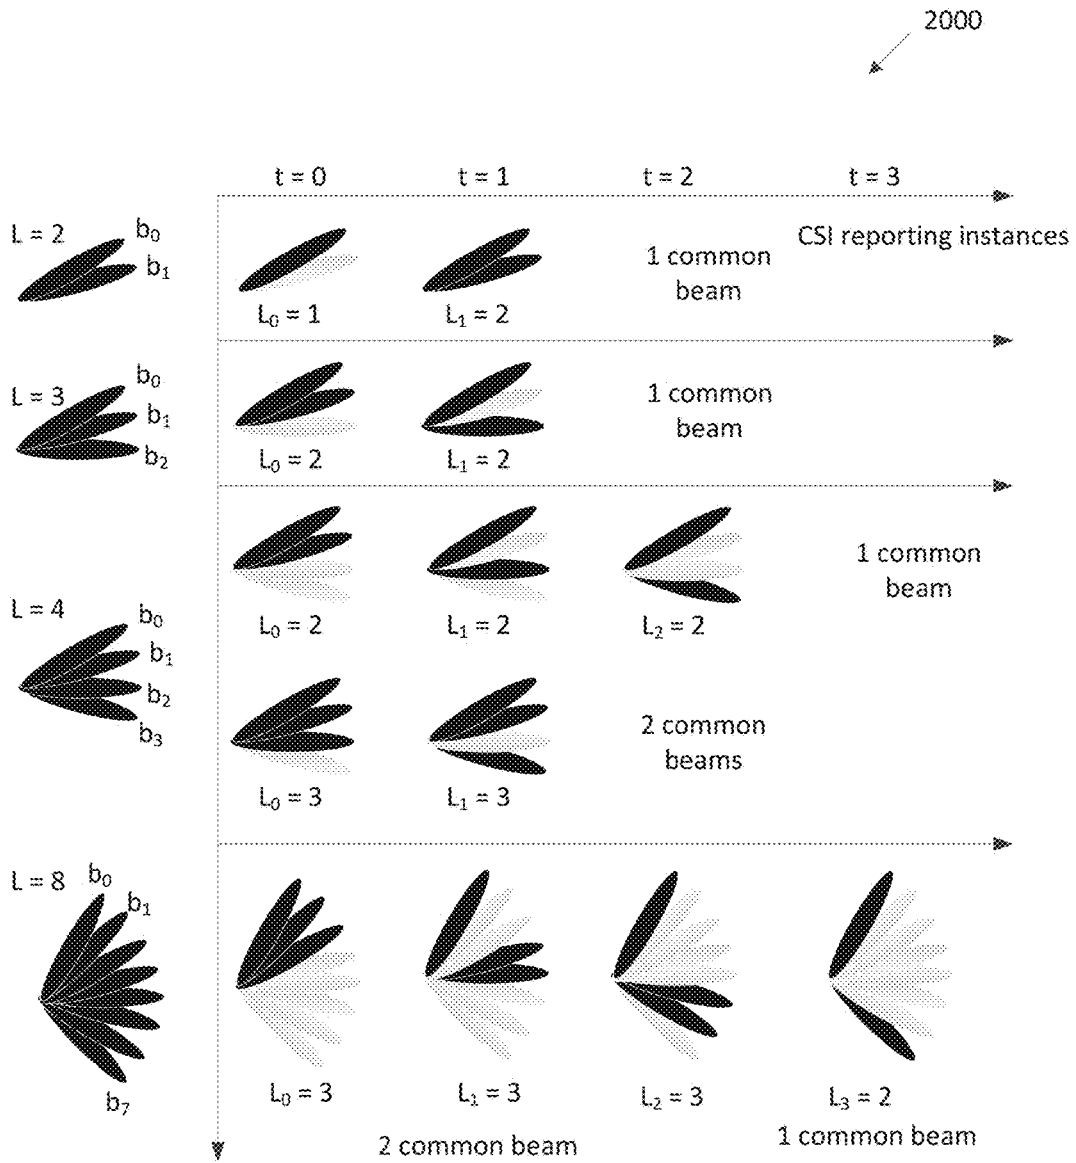 2000
t = 0 t = 1 t = 2 t = 3
CSI reporting instances
L = 2
b0
b1
L0 = 1
L1 = 2
1 common
beam
L = 3
b0
b1
b2
L0 = 2
L1 = 2
1 common
beam
L = 4
b0
b1
b2
b3
L0 = 2
L1 = 2
L2 = 2
1 common
beam
L0 = 3
L1 = 3
2 common
beams
L = 8
b0
b1
b7
L0 = 3
L1 = 3
L2 = 3
L3 = 2
2 common beam
1 common beam